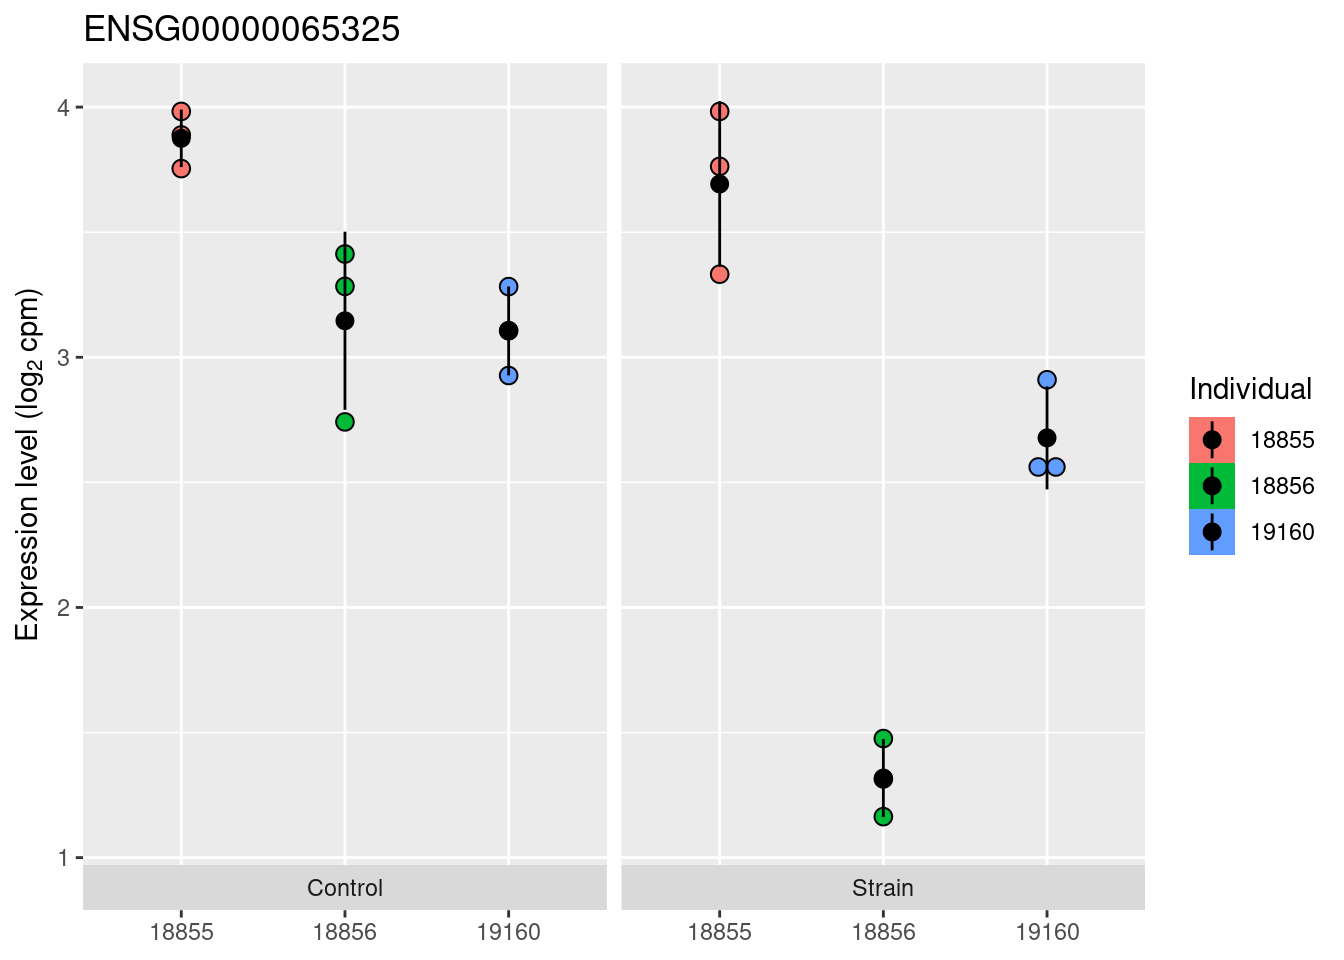 ENSG00000065325
Expression level (log2 cpm)
4
3
2
1
Control
Strain
18855
18856
19160
18855
18856
19160
Individual
18855
18856
19160